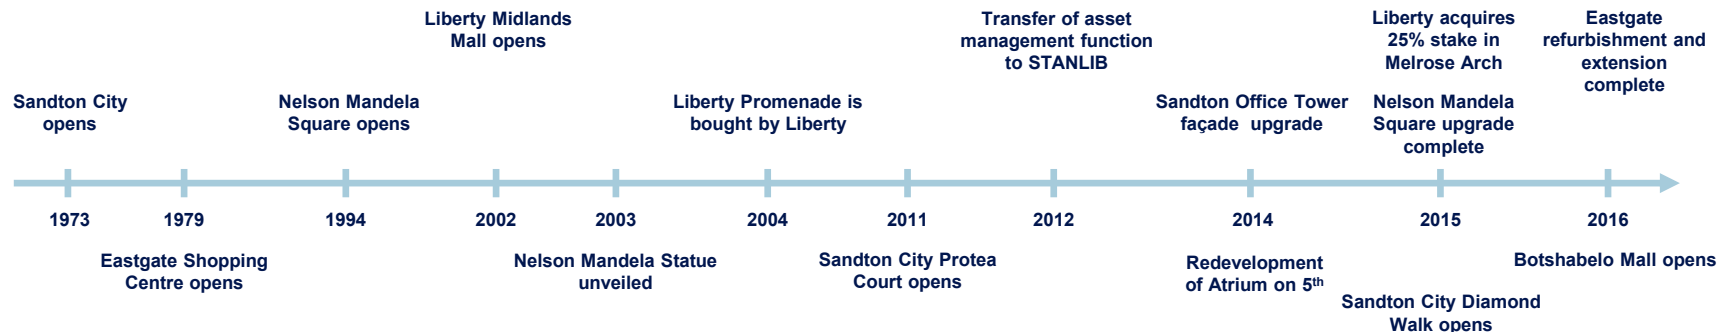 Liberty Midlands
Mall opens
Transfer of asset
management function
to STANLIB
Liberty acquires
25% stake in
Melrose Arch
Eastgate
refurbishment and
extension
complete
Sandton City
opens
Nelson Mandela
Square opens
Liberty Promenade is
bought by Liberty
Sandton Office Tower
façade  upgrade
Nelson Mandela
Square upgrade
complete
1973
1979
1994
2002
2003
2004
2011
2012
2014
2015
2016
Eastgate Shopping
Centre opens
Nelson Mandela Statue
unveiled
Sandton City Protea
Court opens
Redevelopment
of Atrium on 5th
Botshabelo Mall opens
Sandton City Diamond
Walk opens